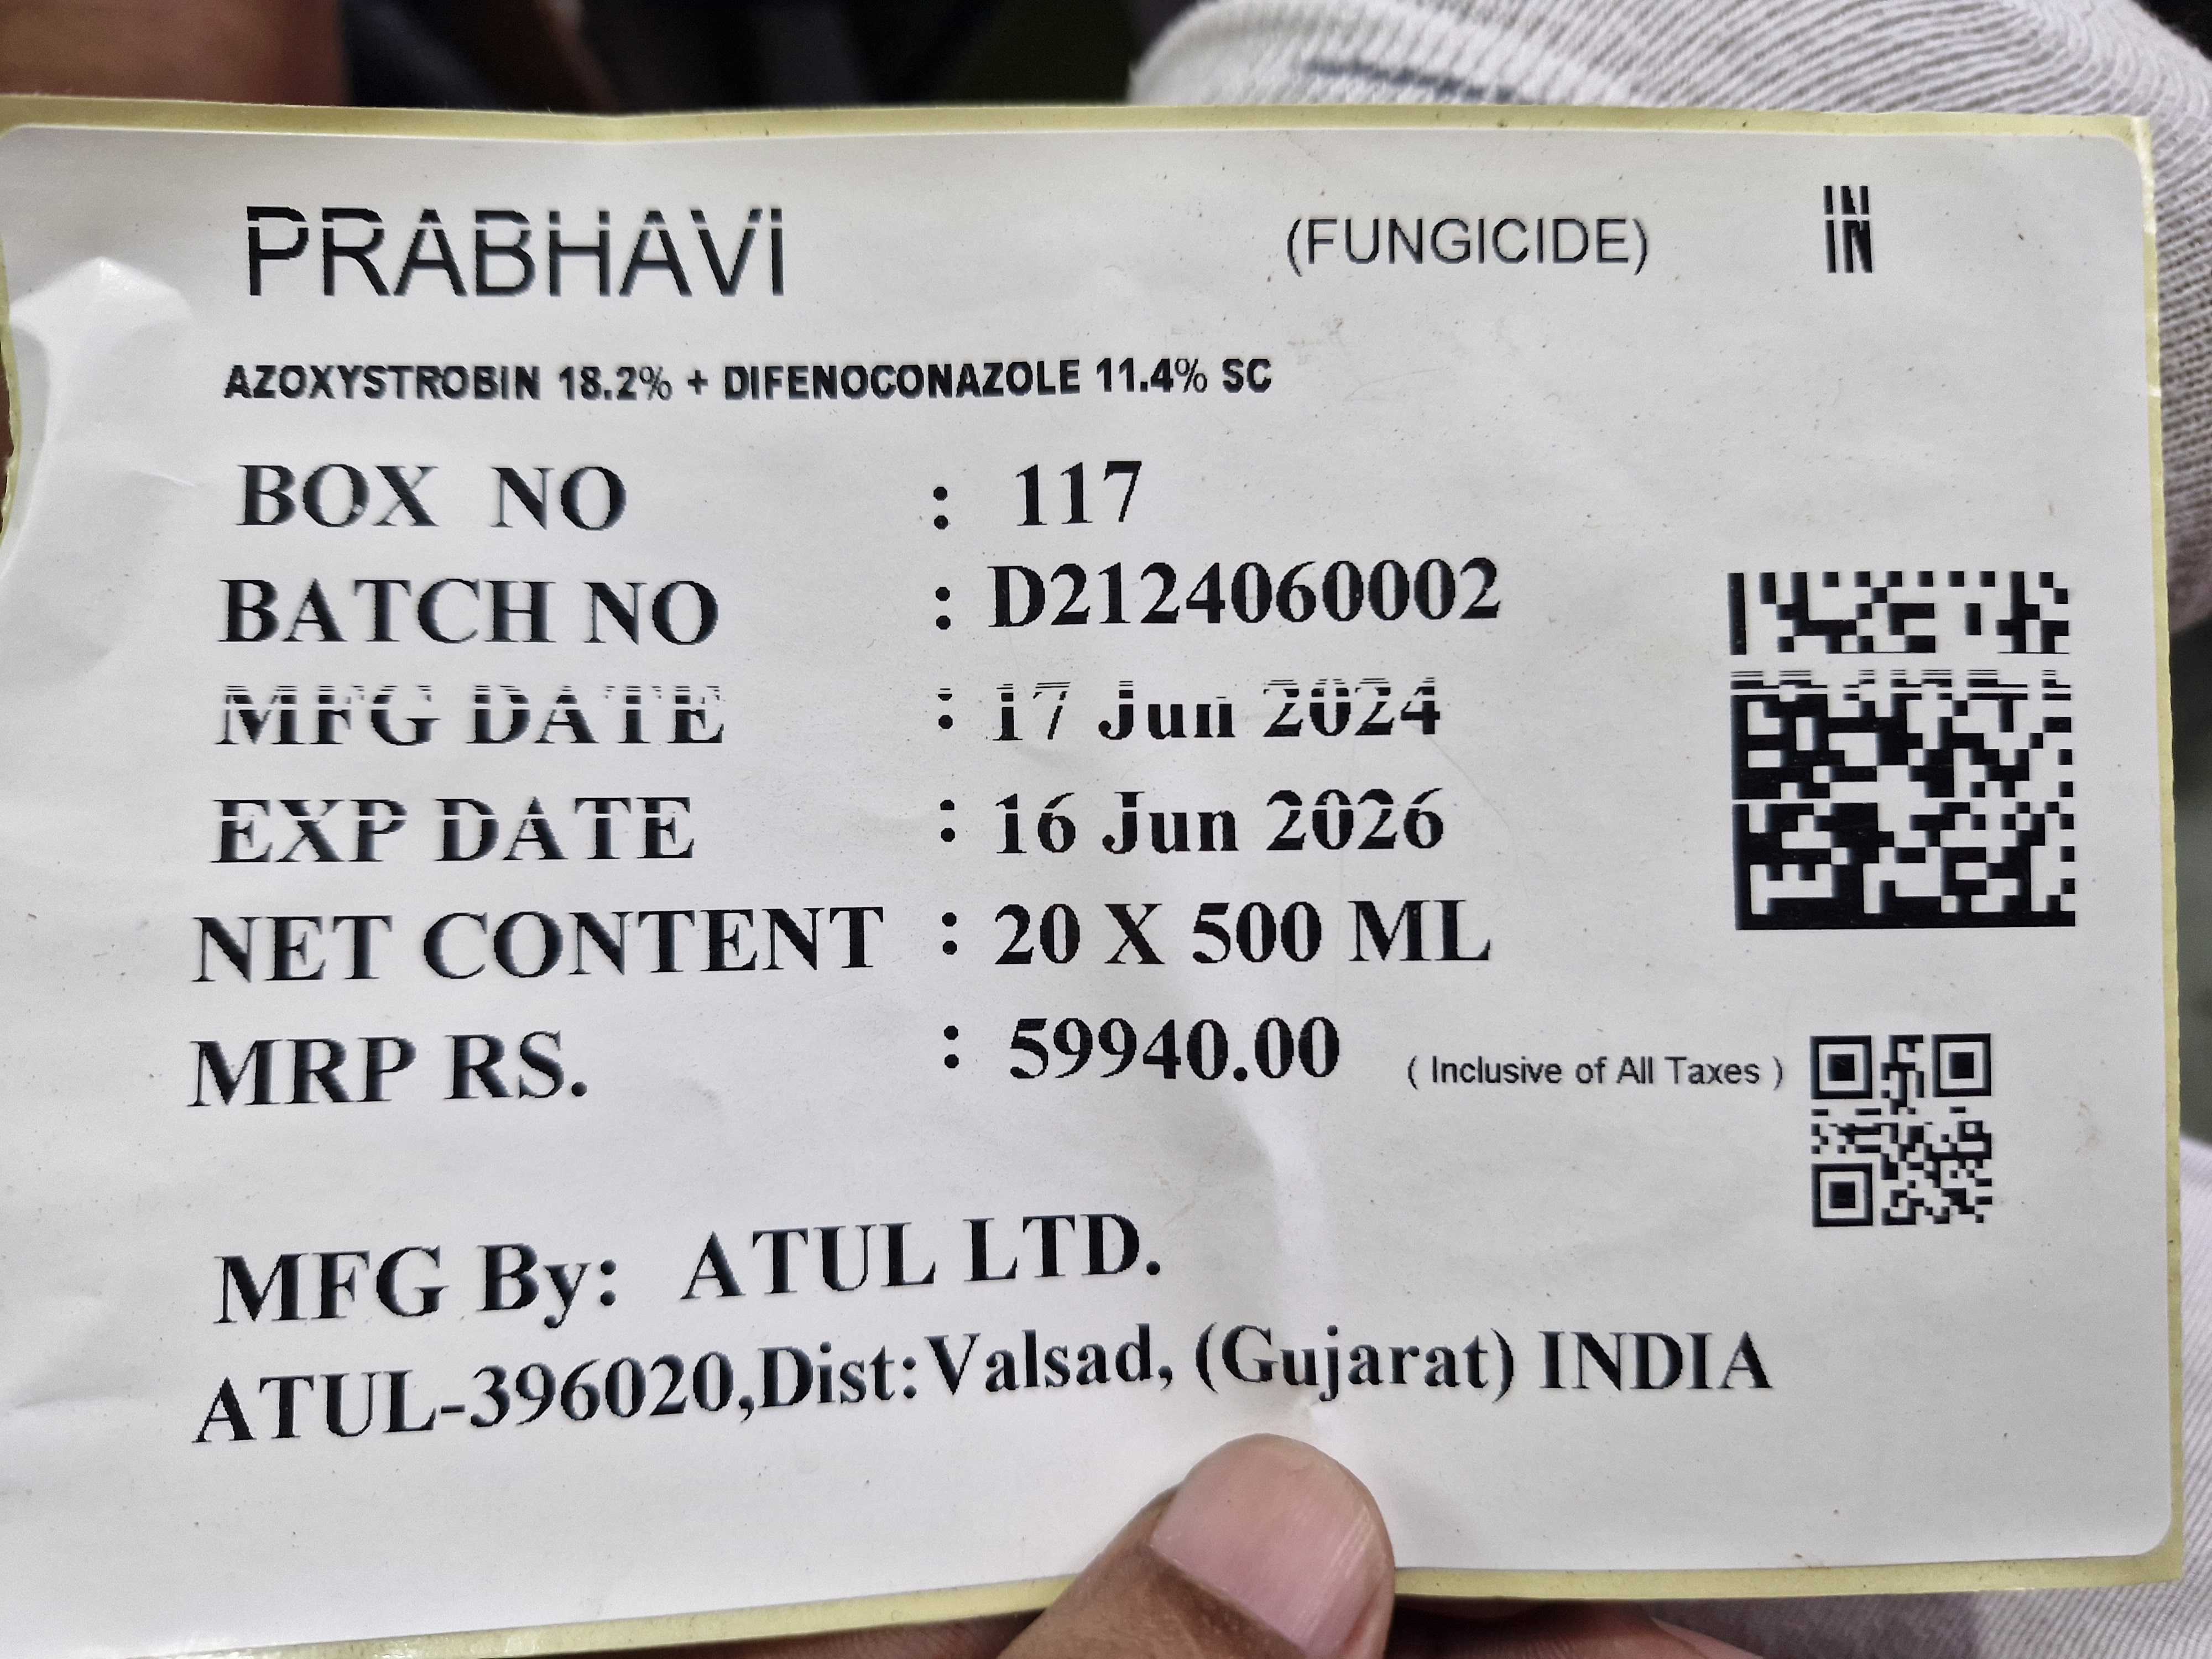 PRABHAVI (FUNGICIDE) IN
AZOXYSTROBIN 18.2% + DIFENOCONAZOLE 11.4% SC
BOX NO : 117
BATCH NO : D2124060002
MFG DATE : 17 Jun 2024
EXP DATE : 16 Jun 2026
NET CONTENT : 20 X 500 ML
MRP RS. : 59940.00 ( Inclusive of All Taxes )
MFG By: ATUL LTD.
ATUL-396020,Dist:Valsad, (Gujarat) INDIA